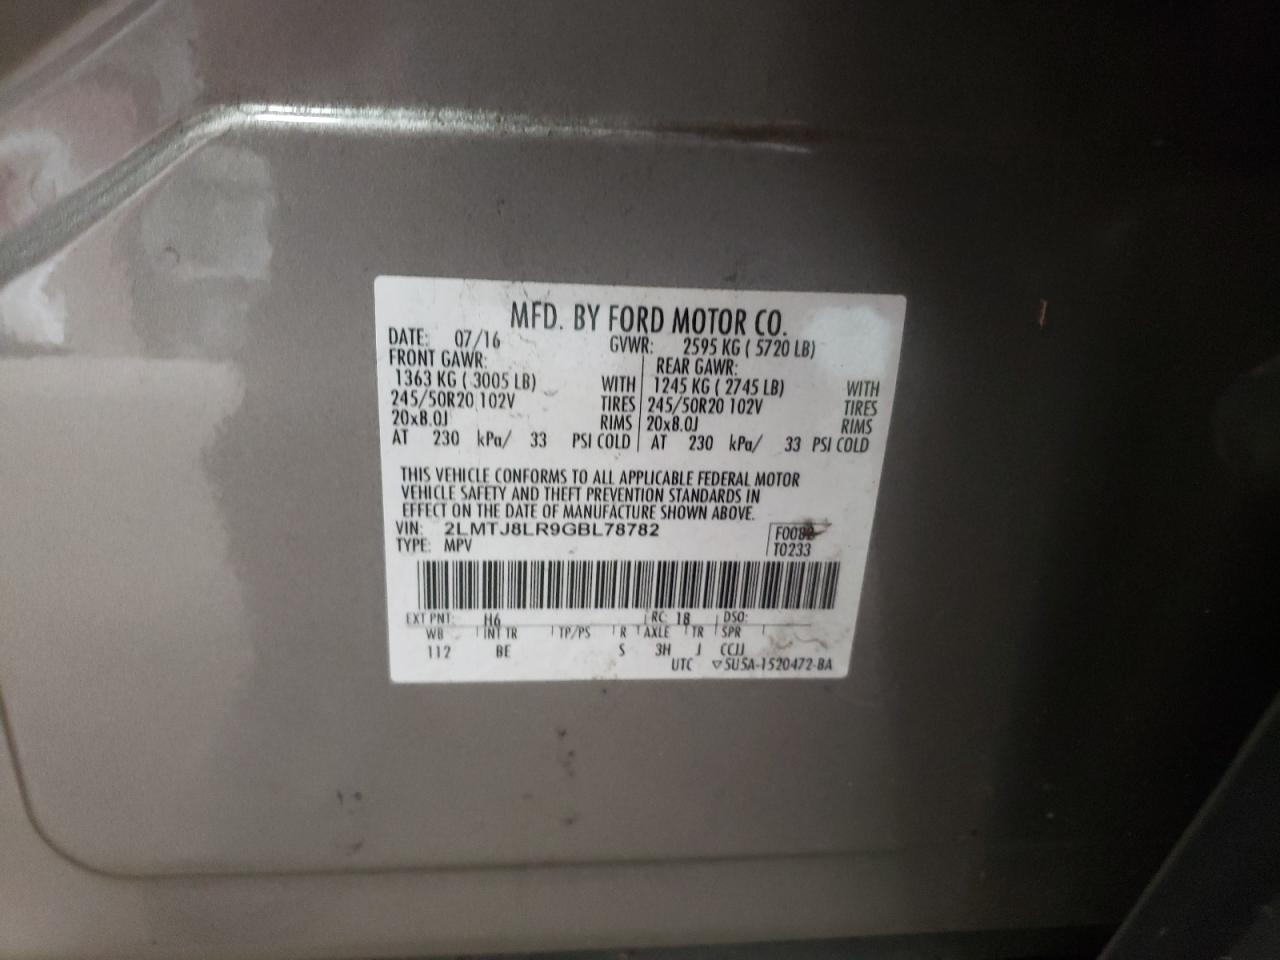 MFD. BY FORD MOTOR CO.
DATE: 07/16 GVWR: 2595 KG ( 5720 LB)
FRONT GAWR: REAR GAWR:
1363 KG ( 3005 LB) WITH 1245 KG ( 2745 LB) WITH
245/50R20 102V TIRES 245/50R20 102V TIRES
20x8.0J RIMS 20x8.0J RIMS
AT 230 kPa/ 33 PSI COLD AT 230 kPa/ 33 PSI COLD
THIS VEHICLE CONFORMS TO ALL APPLICABLE FEDERAL MOTOR
VEHICLE SAFETY AND THEFT PREVENTION STANDARDS IN
EFFECT ON THE DATE OF MANUFACTURE SHOWN ABOVE.
VIN: 2LMTJ8LR9GBL78782
TYPE: MPV T0233
EXT PNT: H6 RC: 18 DSO:
WB INT TR TP/PS R AXLE TR SPR
112 BE S 3H J CCJJ
UTC ▽5U5A-1520472-BA